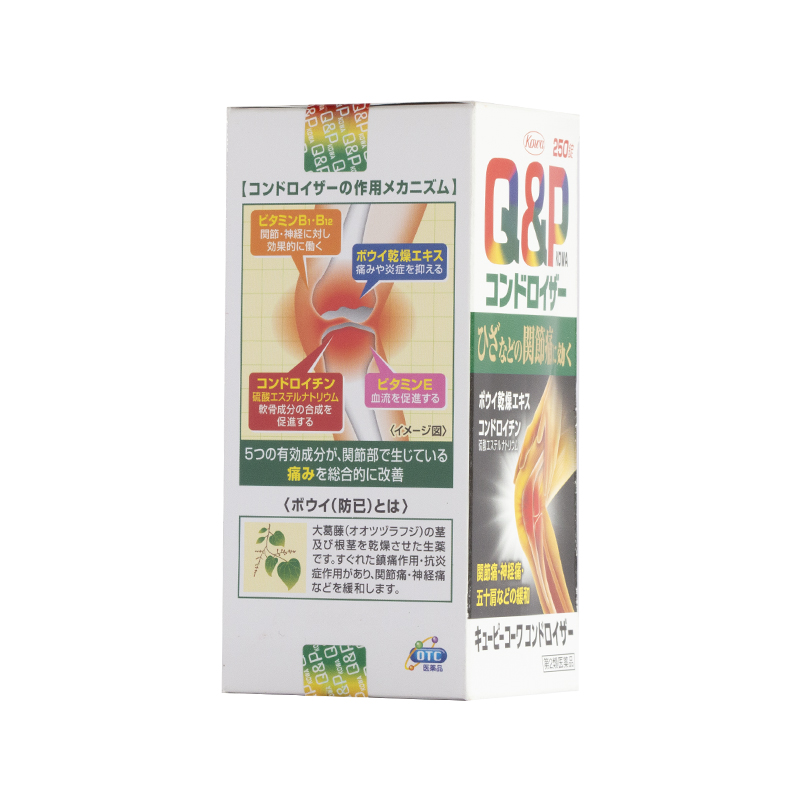 Q&P KOWA
【コンドロイザーの作用メカニズム】
ビタミンB1・B12
関節・神経に対し
効果的に働く
ボウイ乾燥エキス
痛みや炎症を抑える
コンドロイチン
硫酸エステルナトリウム
軟骨成分の合成を
促進する
ビタミンE
血流を促進する
〈イメージ図〉
5つの有効成分が、関節部で生じている
痛みを総合的に改善
〈ボウイ(防已)とは〉
大葛藤(オオツヅラフジ)の茎
及び根茎を乾燥させた生薬
です。すぐれた鎮痛作用・抗炎
症作用があり、関節痛・神経痛
などを緩和します。
OTC
医薬品
Q&P KOWA
Kowa
250錠
Q&P
KOWA
コンドロイザー
ひざなどの関節痛に効く
ボウイ乾燥エキス
コンドロイチン
硫酸エステルナトリウム
関節痛・神経痛・
五十肩などの緩和
キューピーコーワ コンドロイザー
第2類医薬品